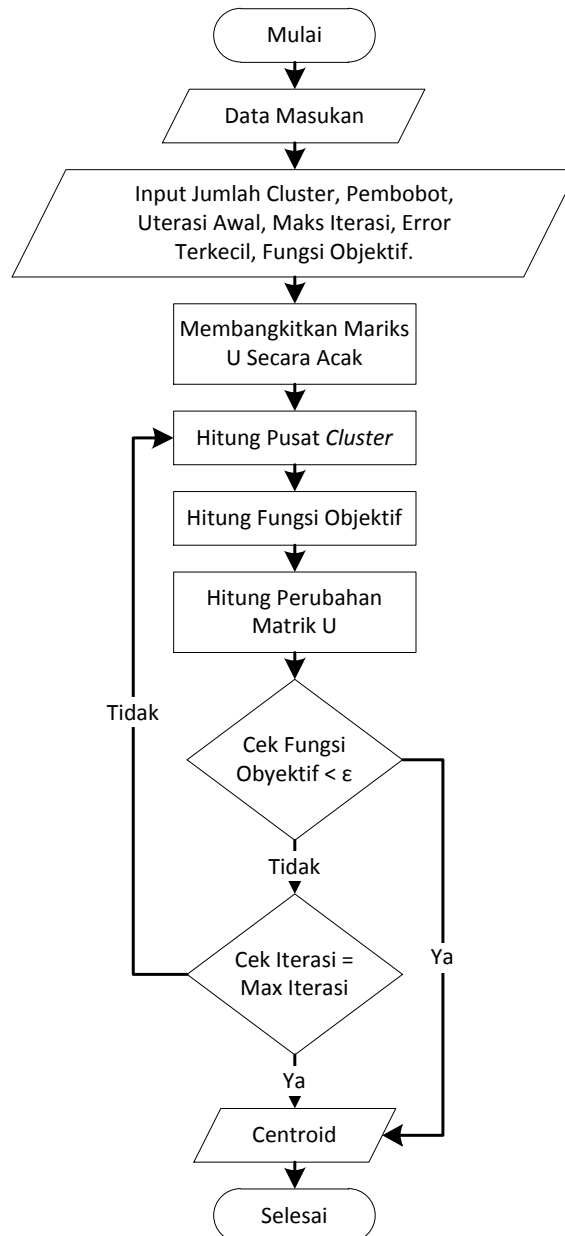 Mulai
Data Masukan
Input Jumlah Cluster, Pembobot,
Uterasi Awal, Maks Iterasi, Error
Terkecil, Fungsi Objektif.
Membangkitkan Mariks
U Secara Acak
Hitung Pusat Cluster
Hitung Fungsi Objektif
Hitung Perubahan
Matrik U
Tidak
Cek Fungsi
Obyektif < ε
Tidak
Ya
Cek Iterasi =
Max Iterasi
Ya
Centroid
Selesai